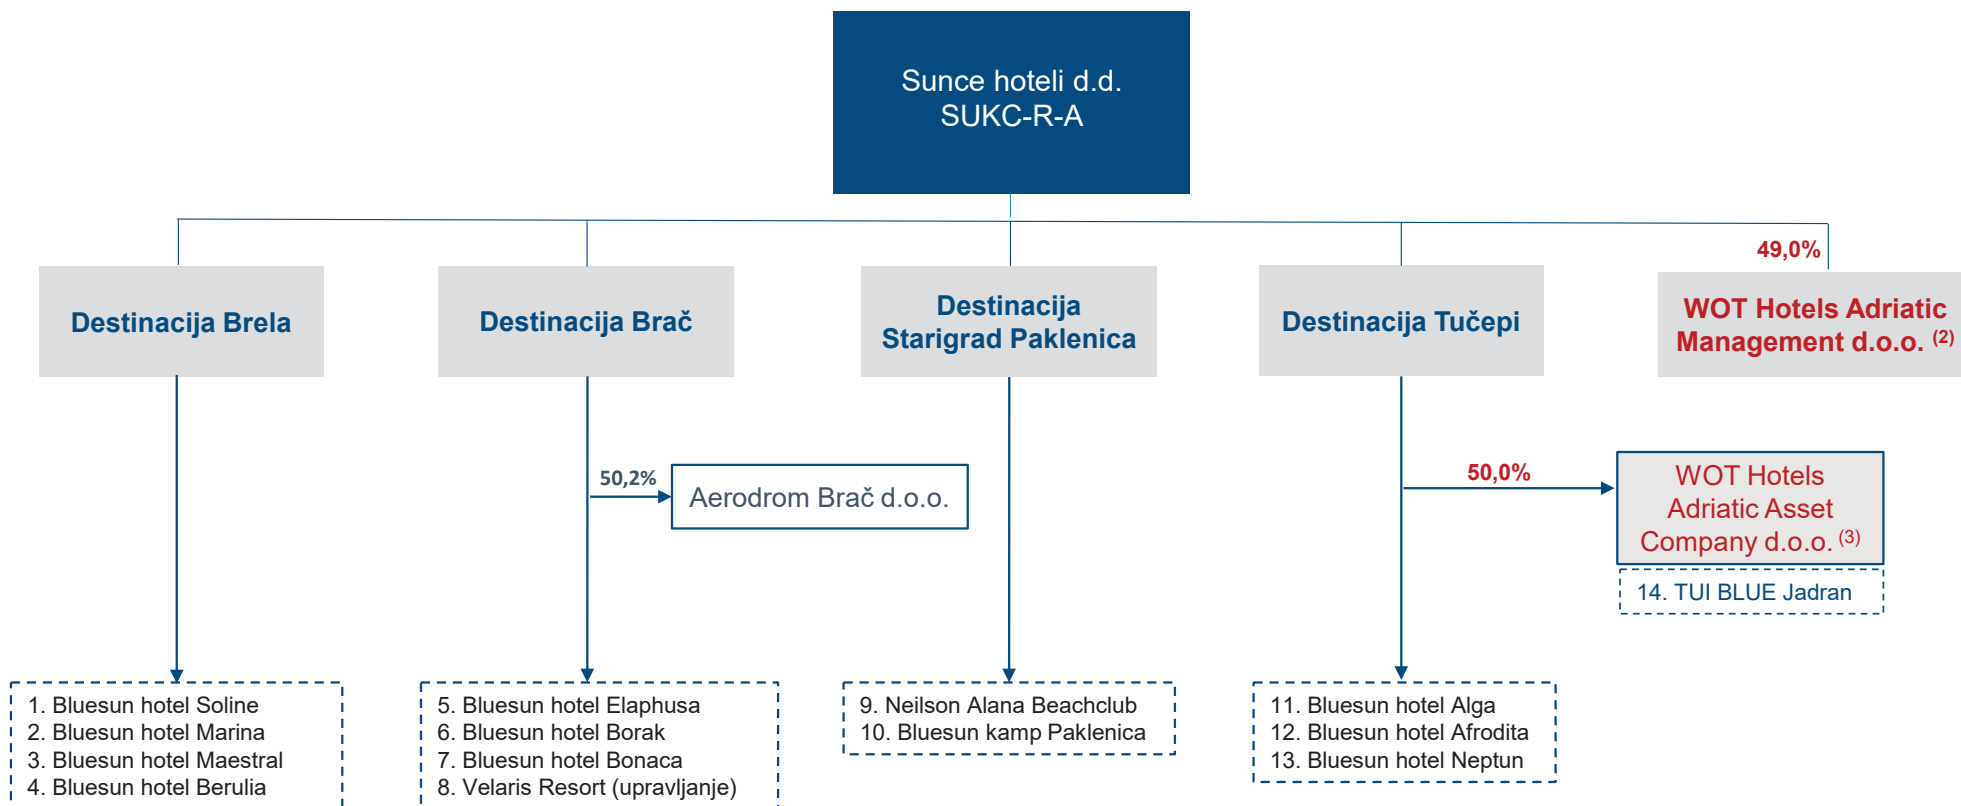 Sunce hoteli d.d.
SUKC-R-A
49,0%
Destinacija Brela
Destinacija Brač
Destinacija
Starigrad Paklenica
Destinacija Tučepi
WOT Hotels Adriatic
Management d.o.o. (2)
50,2%
Aerodrom Brač d.o.o.
50,0%
WOT Hotels
Adriatic Asset
Company d.o.o. (3)
14. TUI BLUE Jadran
1. Bluesun hotel Soline
2. Bluesun hotel Marina
3. Bluesun hotel Maestral
4. Bluesun hotel Berulia
5. Bluesun hotel Elaphusa
6. Bluesun hotel Borak
7. Bluesun hotel Bonaca
8. Velaris Resort (upravljanje)
9. Neilson Alana Beachclub
10. Bluesun kamp Paklenica
11. Bluesun hotel Alga
12. Bluesun hotel Afrodita
13. Bluesun hotel Neptun